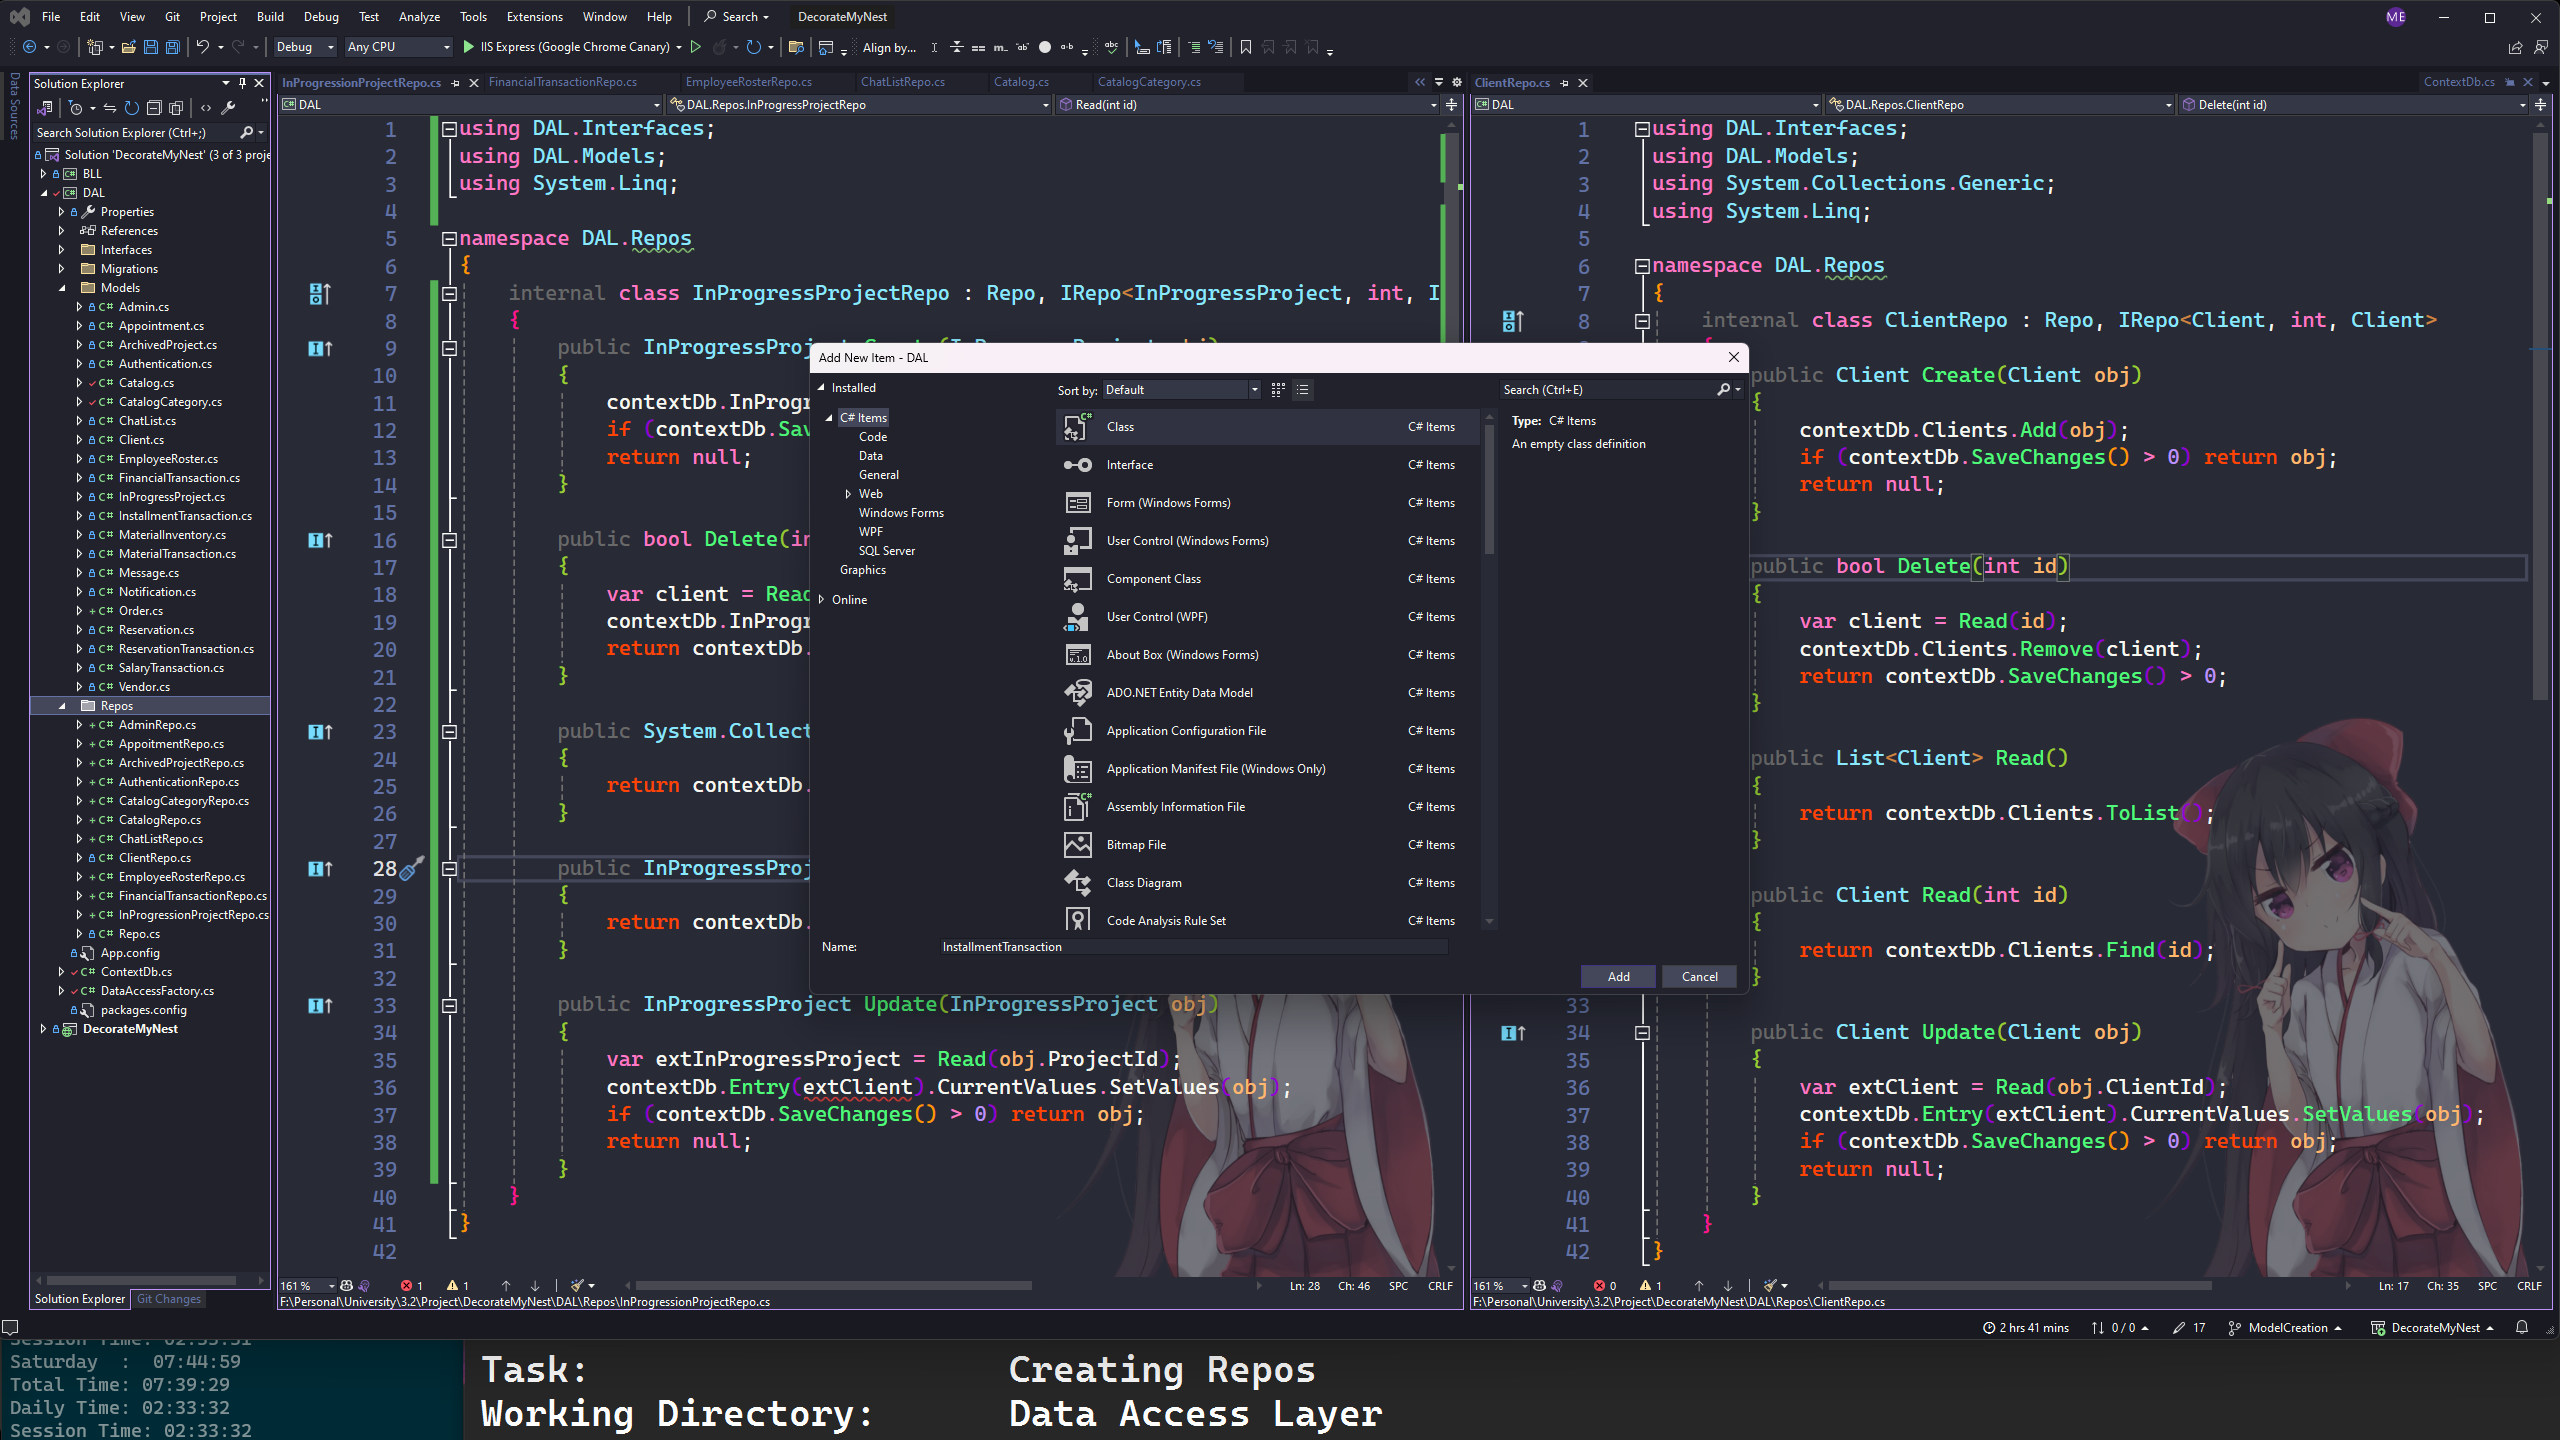 File Edit View Git Project Build Debug Test Analyze Tools Extensions Window Help Search DecorateMyNest ME
Debug Any CPU IIS Express (Google Chrome Canary) Align by...
Data Sources
Solution Explorer
Search Solution Explorer (Ctrl+;)
Solution 'DecorateMyNest' (3 of 3 proje
BLL
DAL
Properties
References
Interfaces
Migrations
Models
Admin.cs
Appointment.cs
ArchivedProject.cs
Authentication.cs
Catalog.cs
CatalogCategory.cs
ChatList.cs
Client.cs
EmployeeRoster.cs
FinancialTransaction.cs
InProgressProject.cs
InstallmentTransaction.cs
MaterialInventory.cs
MaterialTransaction.cs
Message.cs
Notification.cs
Order.cs
Reservation.cs
ReservationTransaction.cs
SalaryTransaction.cs
Vendor.cs
Repos
AdminRepo.cs
AppoitmentRepo.cs
ArchivedProjectRepo.cs
AuthenticationRepo.cs
CatalogCategoryRepo.cs
CatalogRepo.cs
ChatListRepo.cs
ClientRepo.cs
EmployeeRosterRepo.cs
FinancialTransactionRepo.cs
InProgressionProjectRepo.cs
Repo.cs
App.config
ContextDb.cs
DataAccessFactory.cs
packages.config
DecorateMyNest
Solution Explorer Git Changes
InProgressionProjectRepo.cs FinancialTransactionRepo.cs EmployeeRosterRepo.cs ChatListRepo.cs Catalog.cs CatalogCategory.cs
DAL DAL.Repos.InProgressProjectRepo Read(int id)
1 using DAL.Interfaces;
2 using DAL.Models;
3 using System.Linq;
4
5 namespace DAL.Repos
6 {
7 internal class InProgressProjectRepo : Repo, IRepo<InProgressProject, int, I
8 {
9 public InProgressProj
10 {
11 contextDb.InProgr
12 if (contextDb.Sav
13 return null;
14 }
15
16 public bool Delete(in
17 {
18 var client = Read
19 contextDb.InProgr
20 return contextDb.
21 }
22
23 public System.Collect
24 {
25 return contextDb.
26 }
27
28 public InProgressProj
29 {
30 return contextDb.
31 }
32
33 public InProgressProject Update(InProgressProject obj)
34 {
35 var extInProgressProject = Read(obj.ProjectId);
36 contextDb.Entry(extClient).CurrentValues.SetValues(obj);
37 if (contextDb.SaveChanges() > 0) return obj;
38 return null;
39 }
40 }
41 }
42
161 % 1 1 Ln: 28 Ch: 46 SPC CRLF
F:\Personal\University\3.2\Project\DecorateMyNest\DAL\Repos\InProgressionProjectRepo.cs
Add New Item - DAL
Installed
C# Items
Code
Data
General
Web
Windows Forms
WPF
SQL Server
Graphics
Online
Sort by: Default
Class C# Items
Interface C# Items
Form (Windows Forms) C# Items
User Control (Windows Forms) C# Items
Component Class C# Items
User Control (WPF) C# Items
About Box (Windows Forms) C# Items
ADO.NET Entity Data Model C# Items
Application Configuration File C# Items
Application Manifest File (Windows Only) C# Items
Assembly Information File C# Items
Bitmap File C# Items
Class Diagram C# Items
Code Analysis Rule Set C# Items
Search (Ctrl+E)
Type: C# Items
An empty class definition
Name: InstallmentTransaction
Add Cancel
ClientRepo.cs ContextDb.cs
DAL DAL.Repos.ClientRepo Delete(int id)
1 using DAL.Interfaces;
2 using DAL.Models;
3 using System.Collections.Generic;
4 using System.Linq;
5
6 namespace DAL.Repos
7 {
8 internal class ClientRepo : Repo, IRepo<Client, int, Client>
public Client Create(Client obj)
{
contextDb.Clients.Add(obj);
if (contextDb.SaveChanges() > 0) return obj;
return null;
}
public bool Delete(int id)
{
var client = Read(id);
contextDb.Clients.Remove(client);
return contextDb.SaveChanges() > 0;
}
public List<Client> Read()
{
return contextDb.Clients.ToList();
}
public Client Read(int id)
{
return contextDb.Clients.Find(id);
}
33
34 public Client Update(Client obj)
35 {
36 var extClient = Read(obj.ClientId);
37 contextDb.Entry(extClient).CurrentValues.SetValues(obj);
38 if (contextDb.SaveChanges() > 0) return obj;
39 return null;
40 }
41 }
42 }
161 % 0 1 Ln: 17 Ch: 35 SPC CRLF
F:\Personal\University\3.2\Project\DecorateMyNest\DAL\Repos\ClientRepo.cs
2 hrs 41 mins 0 / 0 17 ModelCreation DecorateMyNest
Saturday : 07:44:59
Total Time: 07:39:29
Daily Time: 02:33:32
Session Time: 02:33:32
Task: Creating Repos
Working Directory: Data Access Layer